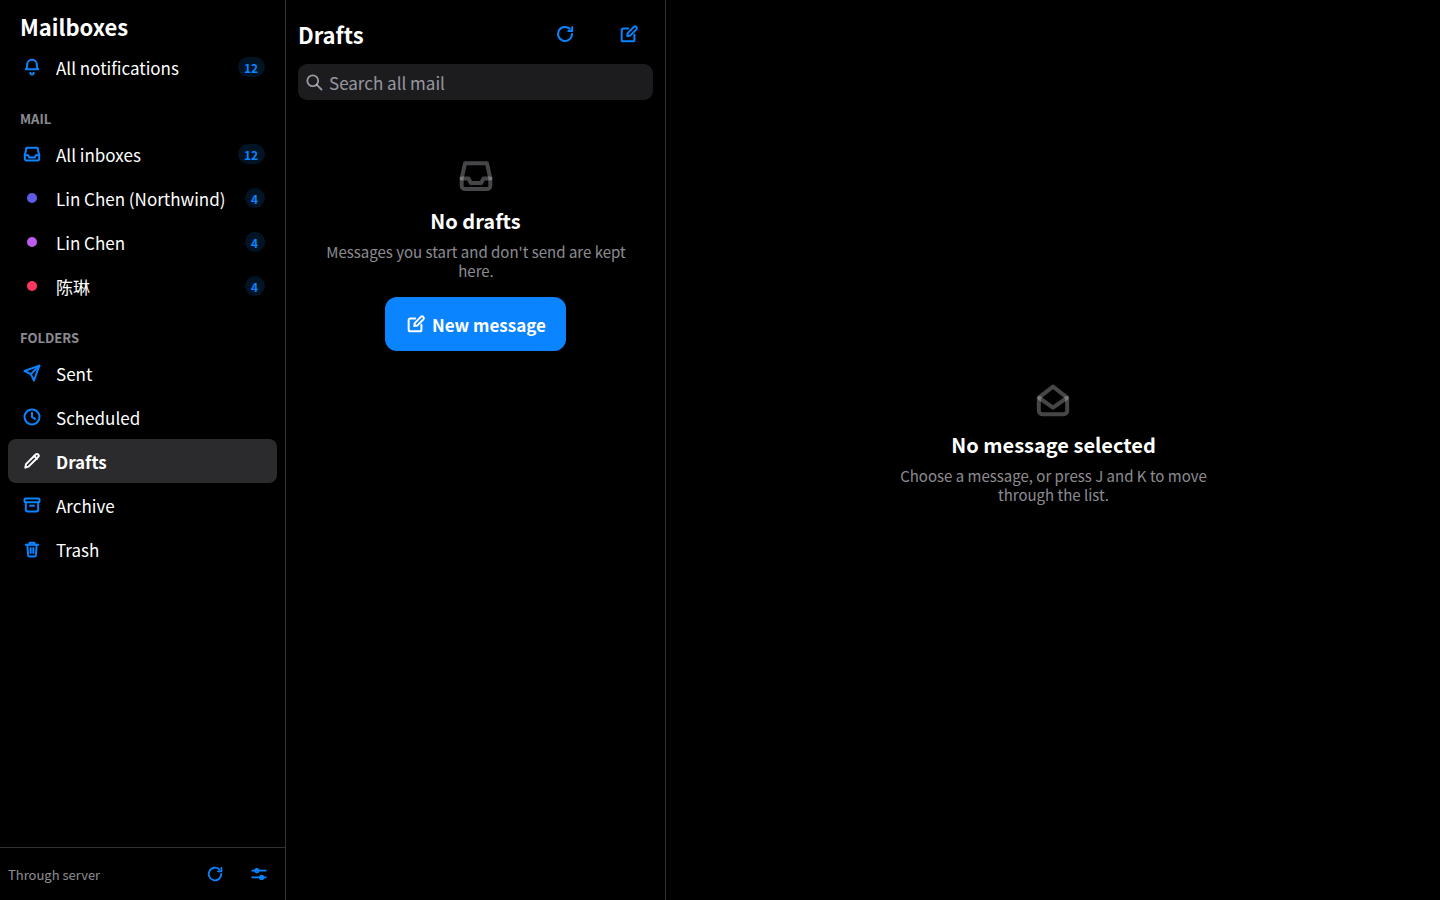 Mailboxes
All notifications 12
MAIL
All inboxes 12
Lin Chen (Northwind) 4
Lin Chen 4
陈琳 4
FOLDERS
Sent
Scheduled
Drafts
Archive
Trash
Through server
Drafts
Search all mail
No drafts
Messages you start and don't send are kept
here.
New message
No message selected
Choose a message, or press J and K to move
through the list.